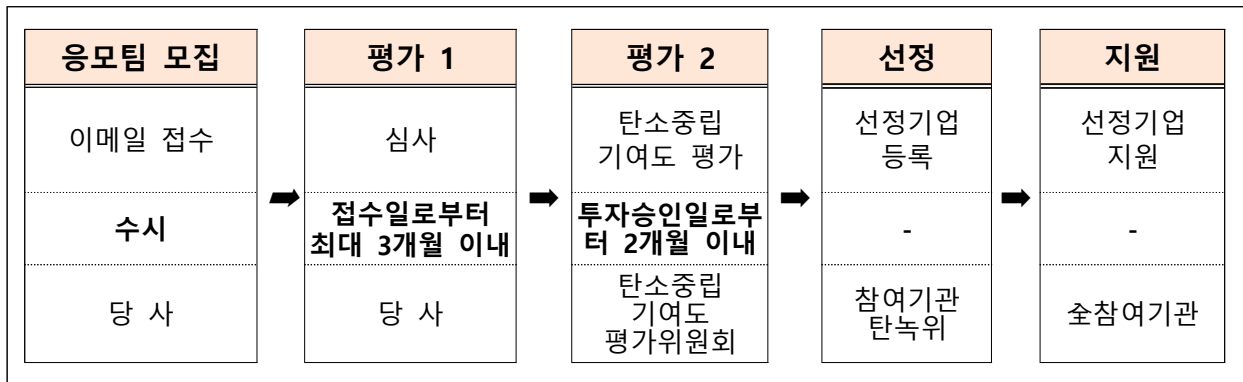 응모팀 모집
이메일 접수
수시
당 사
평가 1
심사
접수일로부터
최대 3개월 이내
당 사
평가 2
탄소중립
기여도 평가
투자승인일로부
터 2개월 이내
탄소중립
기여도
평가위원회
선정
선정기업
등록
-
참여기관
탄녹위
지원
선정기업
지원
-
全참여기관